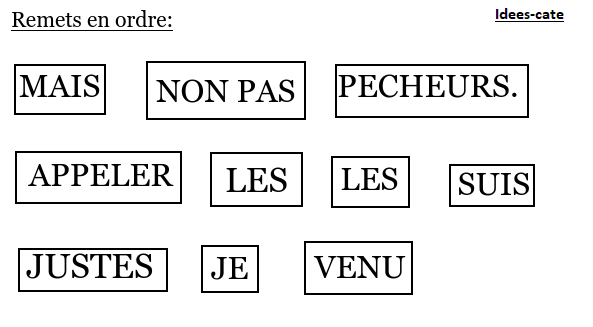 Remets en ordre: Idees-cate
MAIS NON PAS PECHEURS.
APPELER LES LES SUIS
JUSTES JE VENU